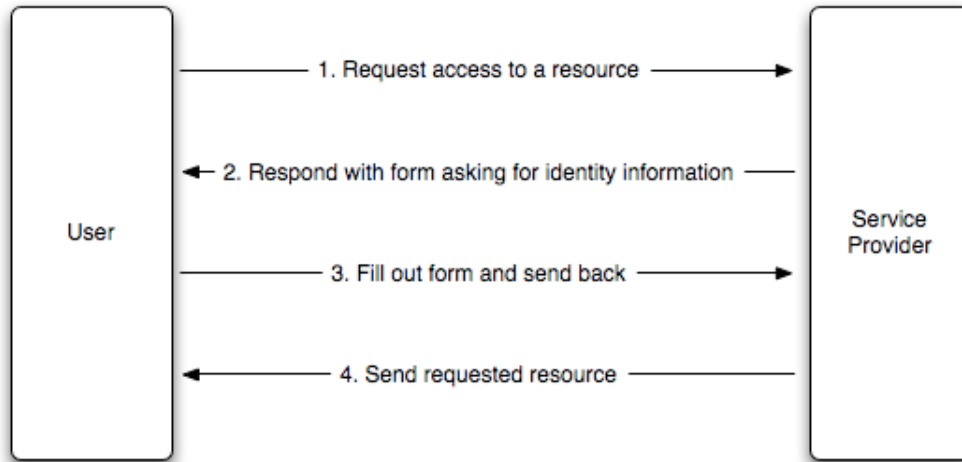 1. Request access to a resource
2. Respond with form asking for identity information
User
Service
Provider
3. Fill out form and send back
4. Send requested resource